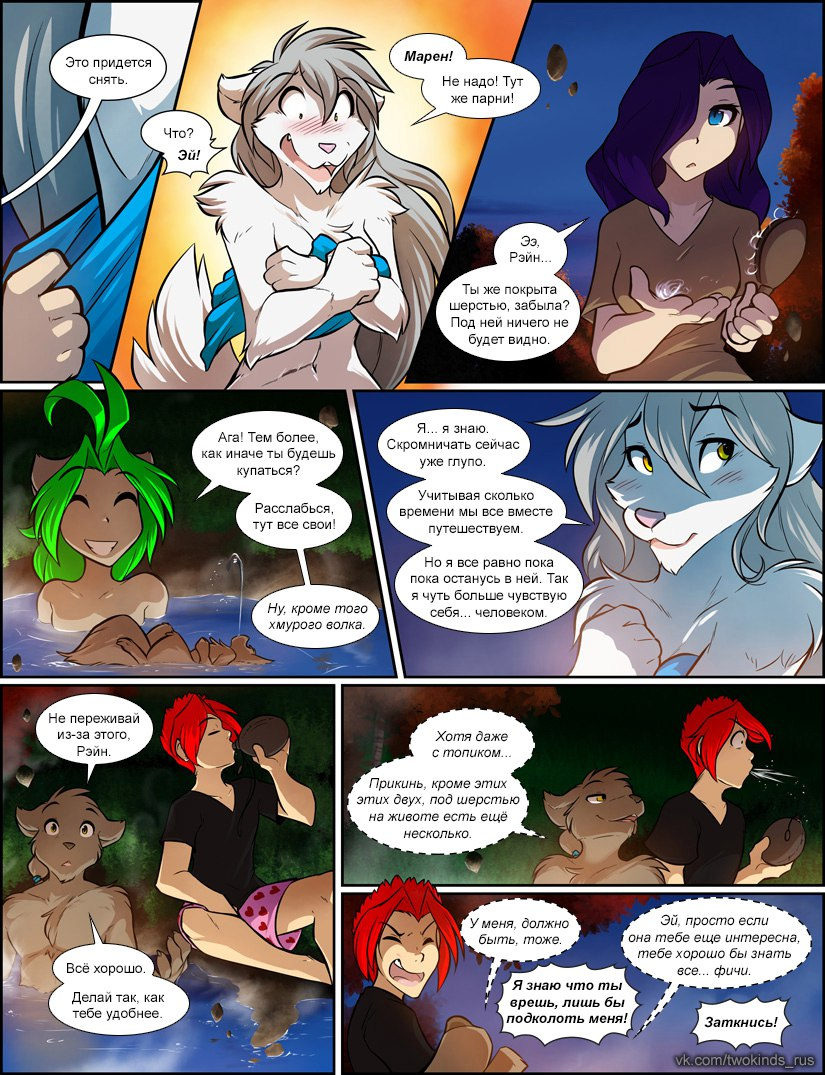 Это придется
снять.
Что?
Эй!
Марен!
Не надо! Тут
же парни!
Ээ,
Рэйн...
Ты же покрыта
шерстью, забыла?
Под ней ничего не
будет видно.
Ага! Тем более,
как иначе ты будешь
купаться?
Расслабься,
тут все свои!
Ну, кроме того
хмурого волка.
Я... я знаю.
Скромничать сейчас
уже глупо.
Учитывая сколько
времени мы все вместе
путешествуем.
Но я все равно пока
пока останусь в ней. Так
я чуть больше чувствую
себя... человеком.
Не переживай
из-за этого,
Рэйн.
Всё хорошо.
Делай так, как
тебе удобнее.
Хотя даже
с топиком...
Прикинь, кроме этих
этих двух, под шерстью
на животе есть ещё
несколько.
У меня, должно
быть, тоже.
Я знаю что ты
врешь, лишь бы
подколоть меня!
Эй, просто если
она тебе еще интересна,
тебе хорошо бы знать
все... фичи.
Заткнись!
vk.com/twokinds_rus